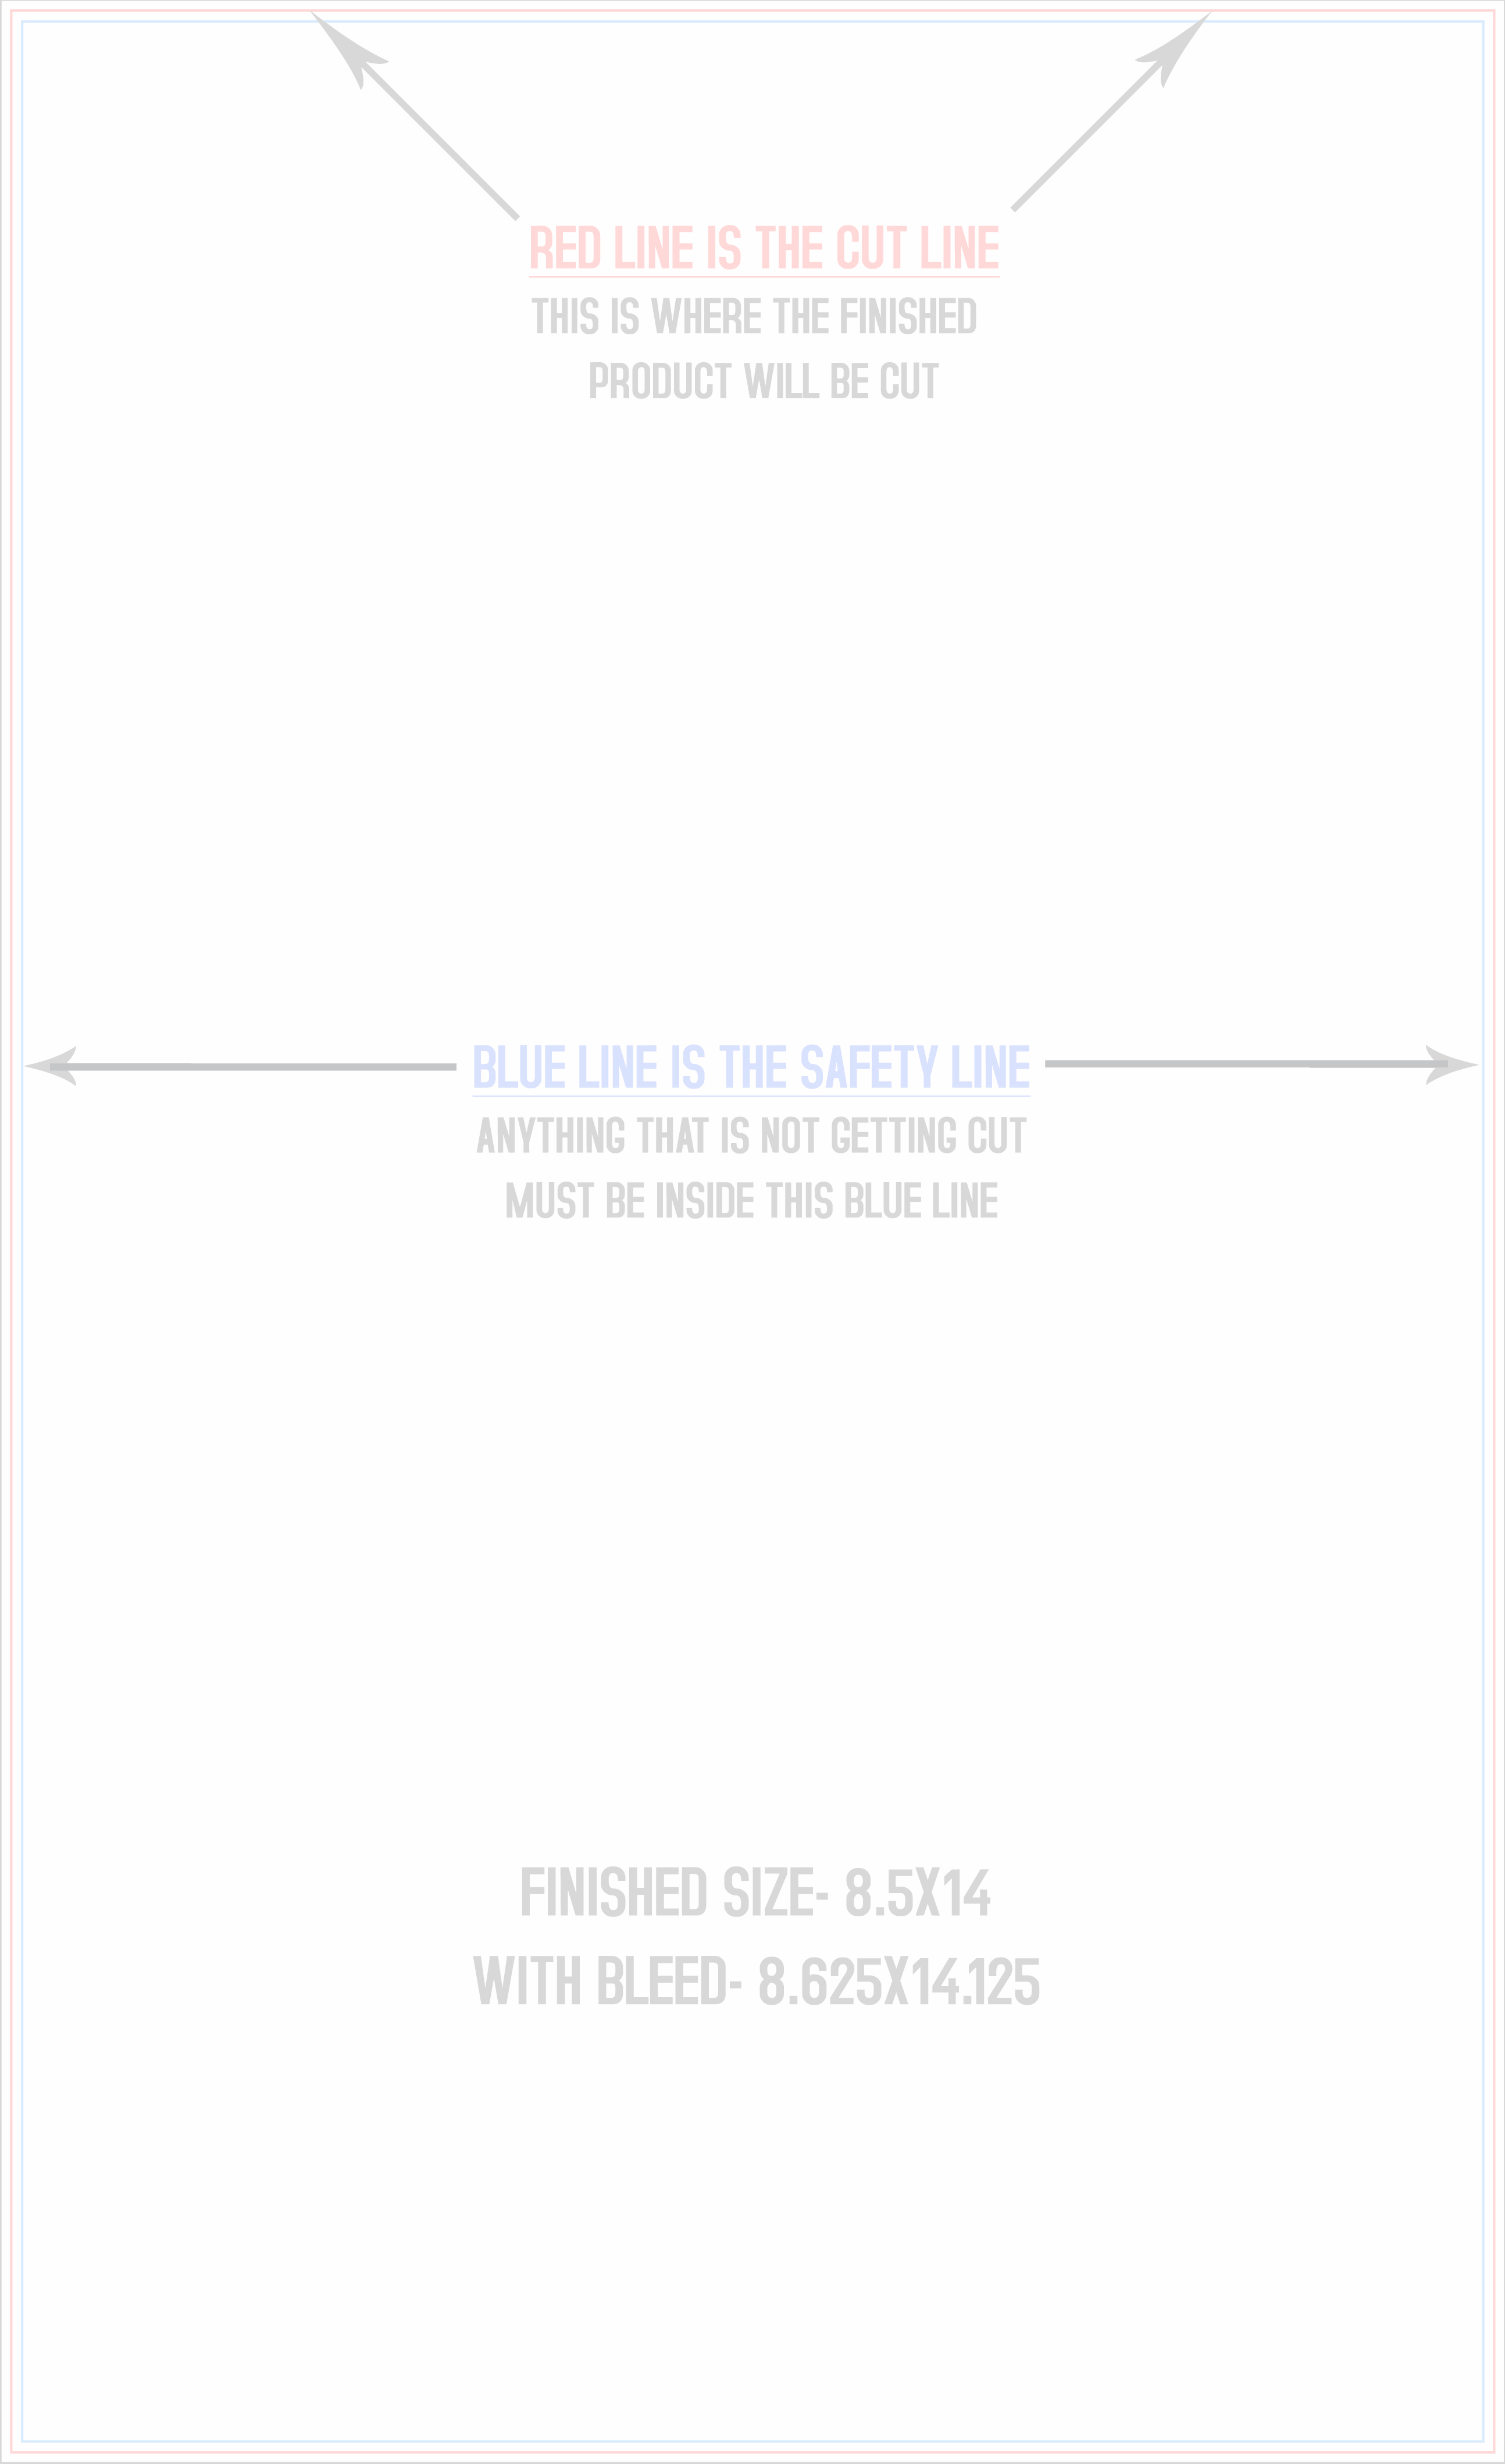 RED LINE IS THE CUT LINE
THIS IS WHERE THE FINSIHED
PRODUCT WILL BE CUT
BLUE LINE IS THE SAFETY LINE
ANYTHING THAT IS NOT GETTING CUT
MUST BE INSIDE THIS BLUE LINE
FINISHED SIZE- 8.5X14
WITH BLEED- 8.625X14.125